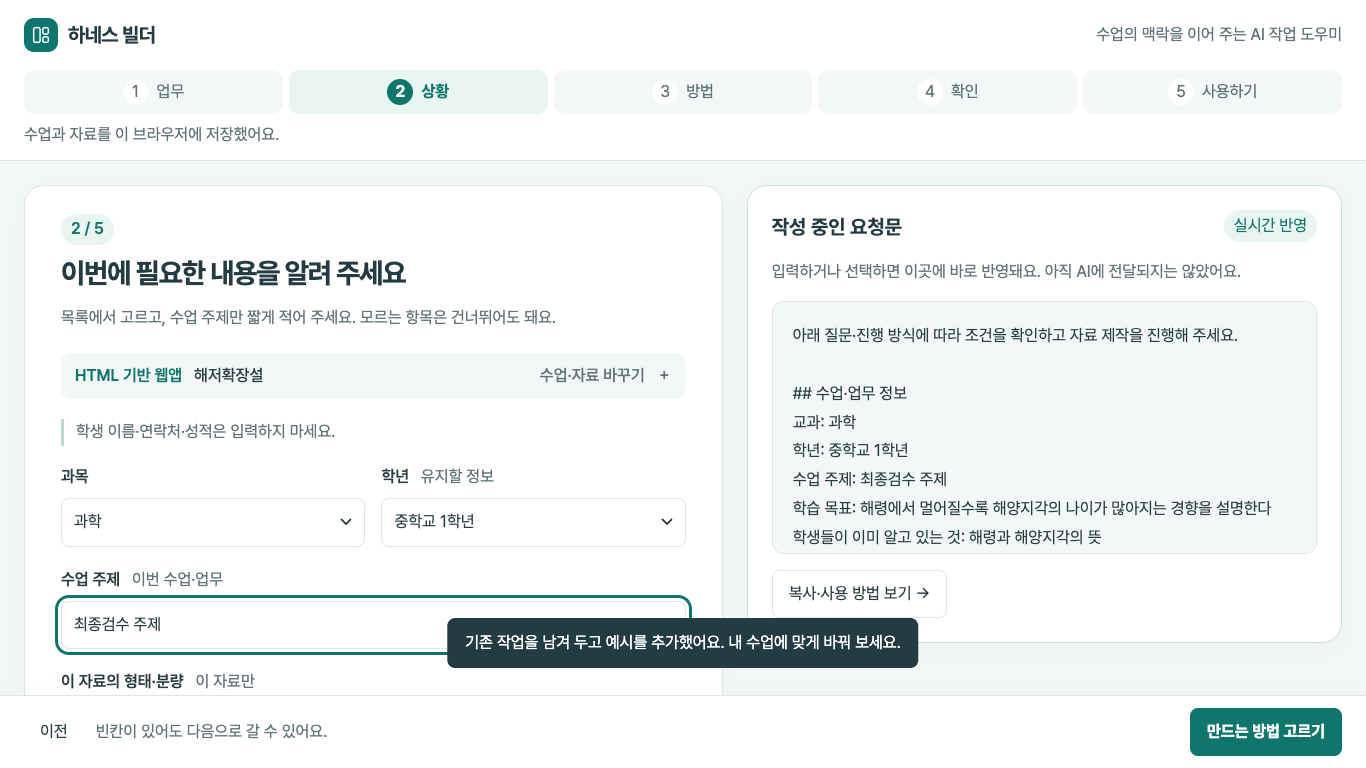 하네스 빌더
수업의 맥락을 이어 주는 AI 작업 도우미
1 업무
2 상황
3 방법
4 확인
5 사용하기
수업과 자료를 이 브라우저에 저장했어요.
2 / 5
이번에 필요한 내용을 알려 주세요
목록에서 고르고, 수업 주제만 짧게 적어 주세요. 모르는 항목은 건너뛰어도 돼요.
HTML 기반 웹앱 해저확장설 수업·자료 바꾸기 +
학생 이름·연락처·성적은 입력하지 마세요.
과목
학년 유지할 정보
과학
중학교 1학년
수업 주제 이번 수업·업무
최종검수 주제
이 자료의 형태·분량 이 자료만
작성 중인 요청문
실시간 반영
입력하거나 선택하면 이곳에 바로 반영돼요. 아직 AI에 전달되지는 않았어요.
아래 질문·진행 방식에 따라 조건을 확인하고 자료 제작을 진행해 주세요.
## 수업·업무 정보
교과: 과학
학년: 중학교 1학년
수업 주제: 최종검수 주제
학습 목표: 해령에서 멀어질수록 해양지각의 나이가 많아지는 경향을 설명한다
학생들이 이미 알고 있는 것: 해령과 해양지각의 뜻
복사·사용 방법 보기 →
기존 작업을 남겨 두고 예시를 추가했어요. 내 수업에 맞게 바꿔 보세요.
이전
빈칸이 있어도 다음으로 갈 수 있어요.
만드는 방법 고르기